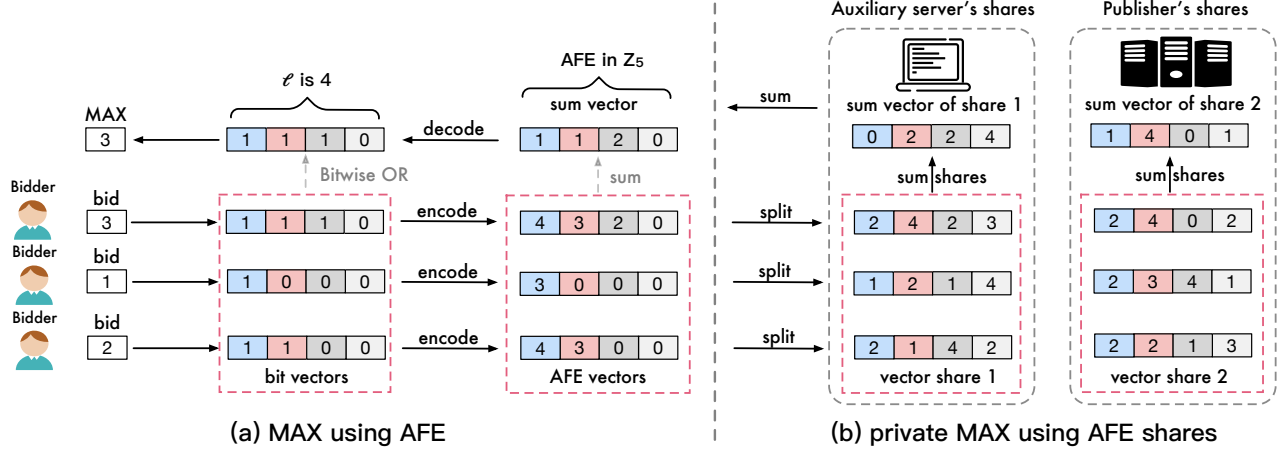 Auxiliary server's shares
Publisher's shares
ℓ is 4
AFE in Z5
sum vector
sum
sum vector of share 1
sum vector of share 2
MAX
3
1 1 1 0
decode
1 1 2 0
0 2 2 4
1 4 0 1
Bitwise OR
sum
sum shares
sum shares
Bidder
bid
3
1 1 1 0
encode
4 3 2 0
split
2 4 2 3
2 4 0 2
Bidder
bid
1
1 0 0 0
encode
3 0 0 0
split
1 2 1 4
2 3 4 1
Bidder
bid
2
1 1 0 0
encode
4 3 0 0
split
2 1 4 2
2 2 1 3
bit vectors
AFE vectors
vector share 1
vector share 2
(a) MAX using AFE
(b) private MAX using AFE shares